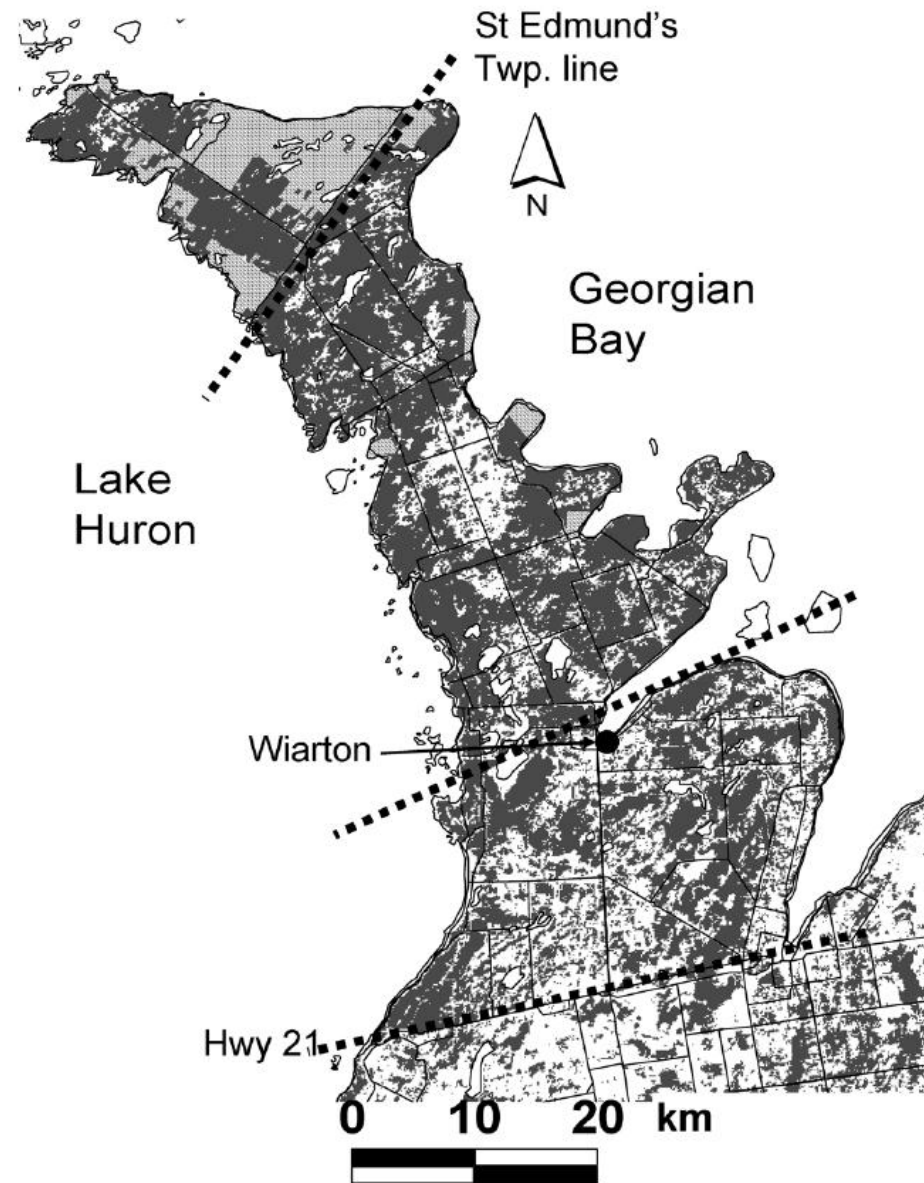 St Edmund's
Twp. line
N
Georgian
Bay
Lake
Huron
Wiarton
Hwy 21
0 10 20 km